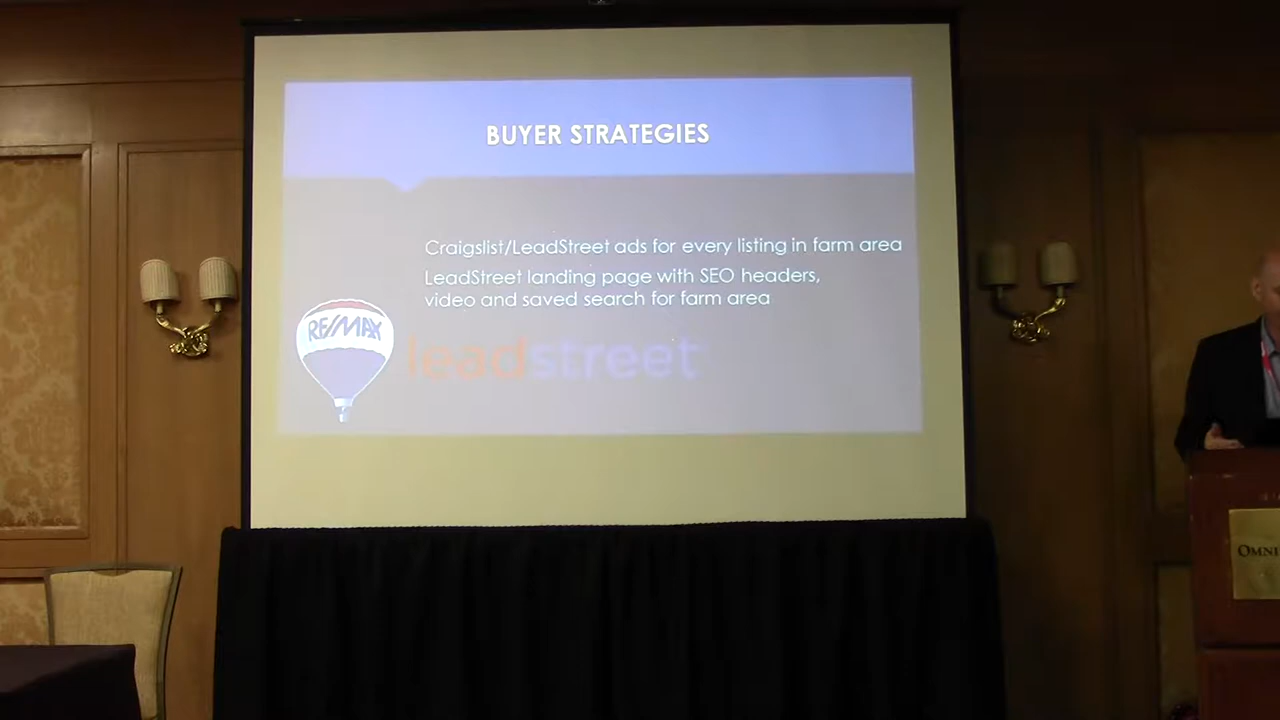 BUYER STRATEGIES
Craigslist/LeadStreet ads for every listing in farm area
LeadStreet landing page with SEO headers,
video and saved search for farm area
RE/MAX
leadstreet
OMNI